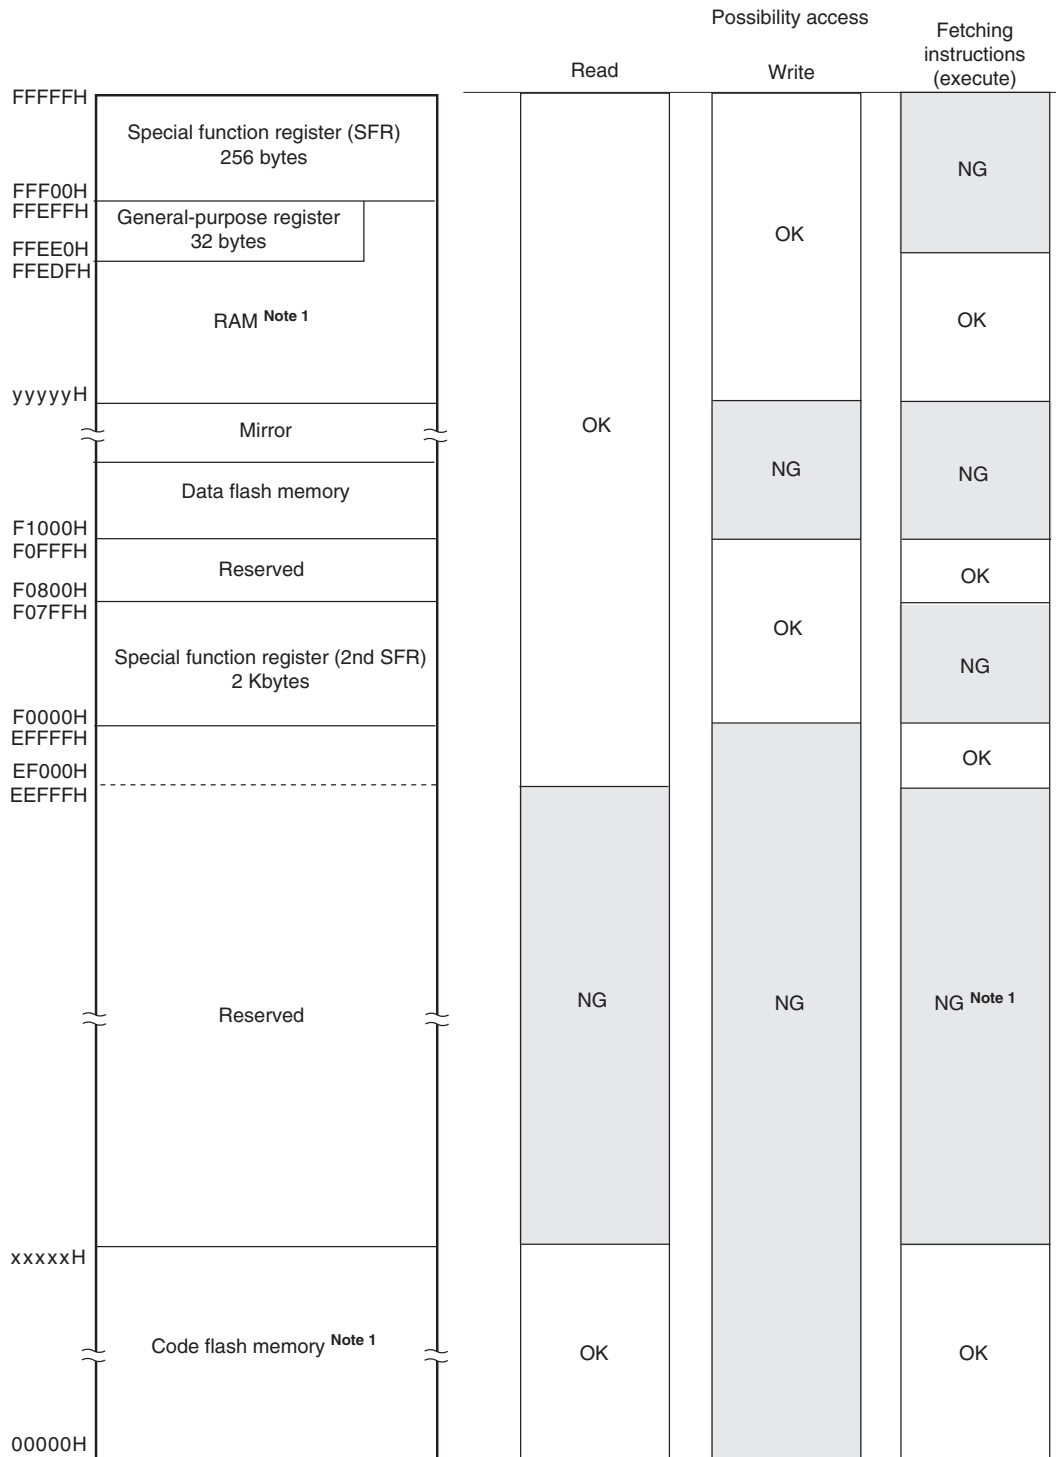 Possibility access
Read
Write
Fetching
instructions
(execute)
FFFFFH
Special function register (SFR)
256 bytes
NG
FFF00H
FFEFFH
General-purpose register
32 bytes
OK
FFEE0H
FFEDFH
RAM Note 1
OK
yyyyyH
Mirror
OK
NG
NG
Data flash memory
F1000H
F0FFFH
Reserved
OK
F0800H
F07FFH
OK
Special function register (2nd SFR)
2 Kbytes
NG
F0000H
EFFFFH
OK
EF000H
EEFFFH
Reserved
NG
NG
NG Note 1
xxxxxH
Code flash memory Note 1
OK
OK
00000H